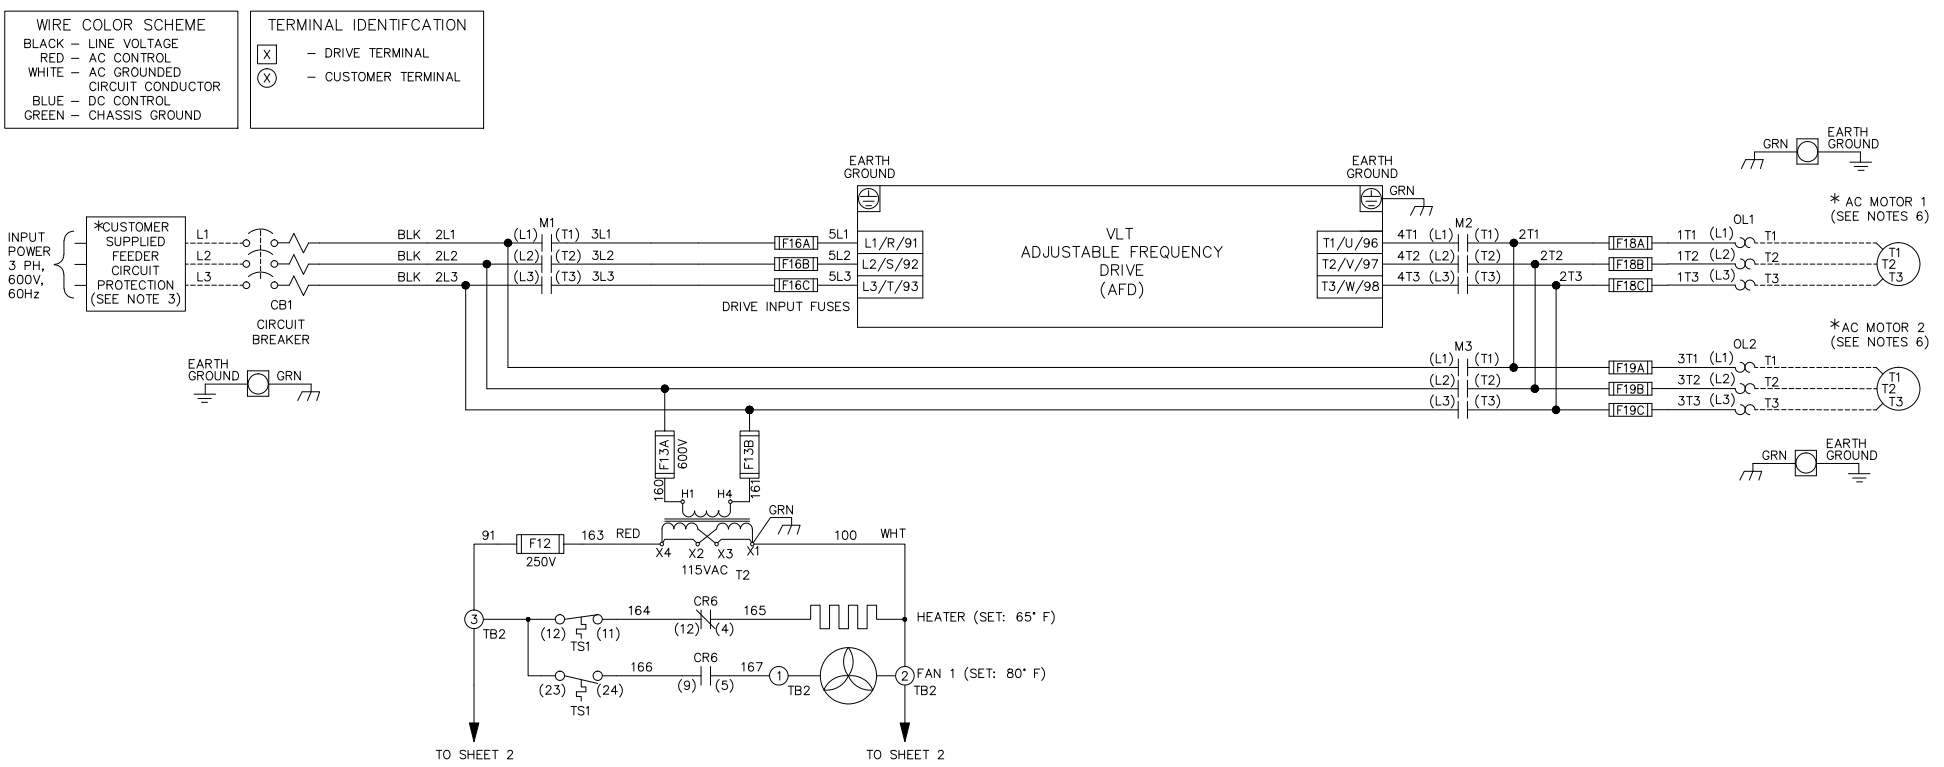 WIRE COLOR SCHEME
BLACK – LINE VOLTAGE
RED – AC CONTROL
WHITE – AC GROUNDED
CIRCUIT CONDUCTOR
BLUE – DC CONTROL
GREEN – CHASSIS GROUND
TERMINAL IDENTIFCATION
X – DRIVE TERMINAL
X – CUSTOMER TERMINAL
INPUT
POWER
3 PH,
600V,
60Hz
*CUSTOMER
SUPPLIED
FEEDER
CIRCUIT
PROTECTION
(SEE NOTE 3)
L1
L2
L3
CB1
CIRCUIT
BREAKER
EARTH
GROUND
GRN
BLK 2L1
BLK 2L2
BLK 2L3
M1
(L1) (T1) 3L1
(L2) (T2) 3L2
(L3) (T3) 3L3
F16A
F16B
F16C
DRIVE INPUT FUSES
5L1
5L2
5L3
EARTH
GROUND
L1/R/91
L2/S/92
L3/T/93
VLT
ADJUSTABLE FREQUENCY
DRIVE
(AFD)
EARTH
GROUND
GRN
T1/U/96
T2/V/97
T3/W/98
M2
4T1 (L1) (T1) 2T1
4T2 (L2) (T2) 2T2
4T3 (L3) (T3) 2T3
F18A
F18B
F18C
OL1
1T1 (L1) T1
1T2 (L2) T2
1T3 (L3) T3
GRN
EARTH
GROUND
* AC MOTOR 1
(SEE NOTES 6)
T1
T2
T3
M3
(L1) (T1)
(L2) (T2)
(L3) (T3)
F19A
F19B
F19C
OL2
3T1 (L1) T1
3T2 (L2) T2
3T3 (L3) T3
*AC MOTOR 2
(SEE NOTES 6)
T1
T2
T3
GRN
EARTH
GROUND
F13A
600V
F13B
160
161
H1 H4
GRN
91
F12
250V
163 RED
X4 X2 X3 X1
115VAC T2
100 WHT
3
TB2
(12) (11)
TS1
164
CR6
(12) (4)
165
HEATER (SET: 65° F)
(23) (24)
TS1
166
CR6
(9) (5)
167
1
TB2
2
TB2
FAN 1 (SET: 80° F)
TO SHEET 2
TO SHEET 2